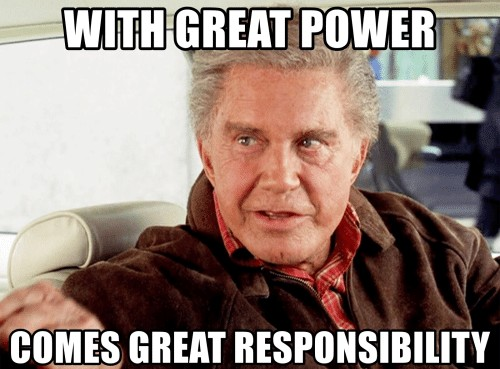 WITH GREAT POWER
COMES GREAT RESPONSIBILITY